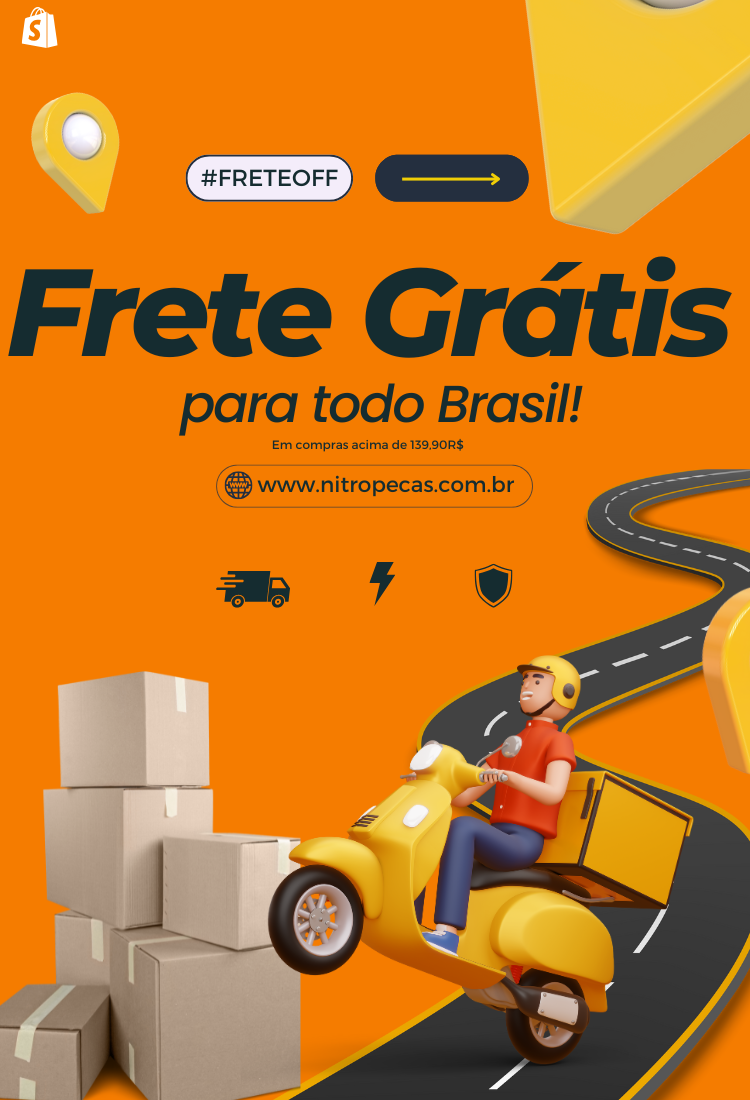 #FRETEOFF
Frete Grátis
para todo Brasil!
Em compras acima de 139,90R$
www.nitropecas.com.br